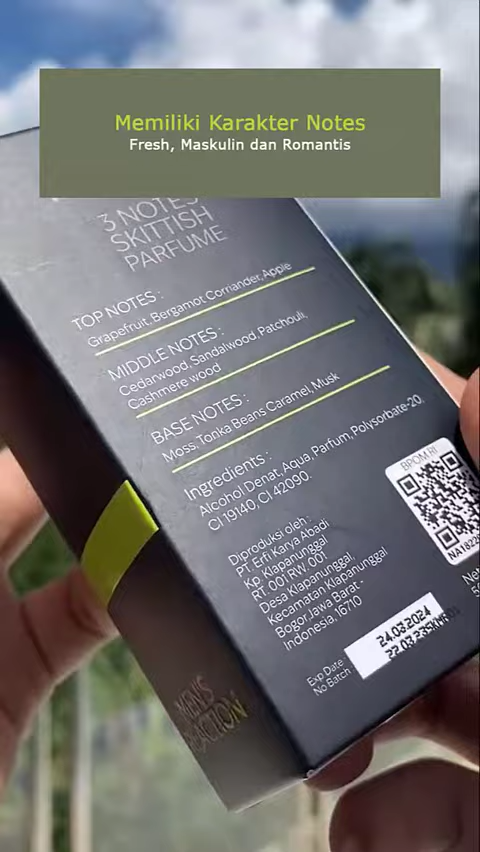 Memiliki Karakter Notes
Fresh, Maskulin dan Romantis
3 NOTES
SKITTISH
PARFUME
TOP NOTES :
Grapefruit, Bergamot Corriander, Apple
MIDDLE NOTES :
Cedarwood, Sandalwood, Patchouli,
Cashmere wood
BASE NOTES :
Moss, Tonka Beans Caramel, Musk
Ingredients :
Alcohol Denat, Aqua, Parfum, Polysorbate-20,
CI 19140, CI 42090.
Diproduksi oleh :
PT. Erfi Karya Abadi
Kp. Klapanunggal
RT. 001 RW. 001
Desa Klapanunggal,
Kecamatan Klapanunggal
Bogor, Jawa Barat -
Indonesia, 16710
BPOM RI
Exp Date :
No Batch :
24.03.2024
MEN'S